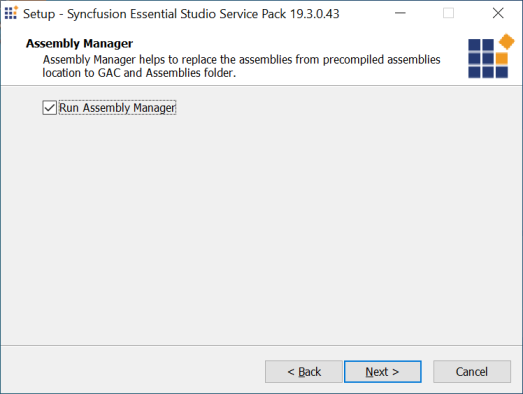 Setup - Syncfusion Essential Studio Service Pack 19.3.0.43
Assembly Manager
Assembly Manager helps to replace the assemblies from precompiled assemblies
location to GAC and Assemblies folder.
Run Assembly Manager
< Back
Next >
Cancel